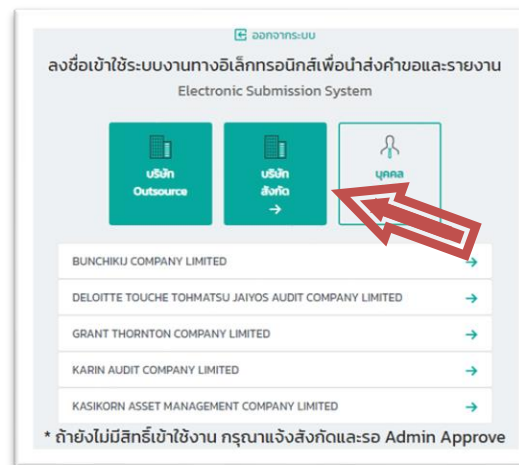 ออกจากระบบ
ลงชื่อเข้าใช้ระบบงานทางอิเล็กทรอนิกส์เพื่อนำส่งคำขอและรายงาน
Electronic Submission System
บริษัท
Outsource
บริษัท
สังกัด
บุคคล
BUNCHIKIJ COMPANY LIMITED
DELOITTE TOUCHE TOHMATSU JAIYOS AUDIT COMPANY LIMITED
GRANT THORNTON COMPANY LIMITED
KARIN AUDIT COMPANY LIMITED
KASIKORN ASSET MANAGEMENT COMPANY LIMITED
* ถ้ายังไม่มีสิทธิ์เข้าใช้งาน กรุณาแจ้งสังกัดและรอ Admin Approve